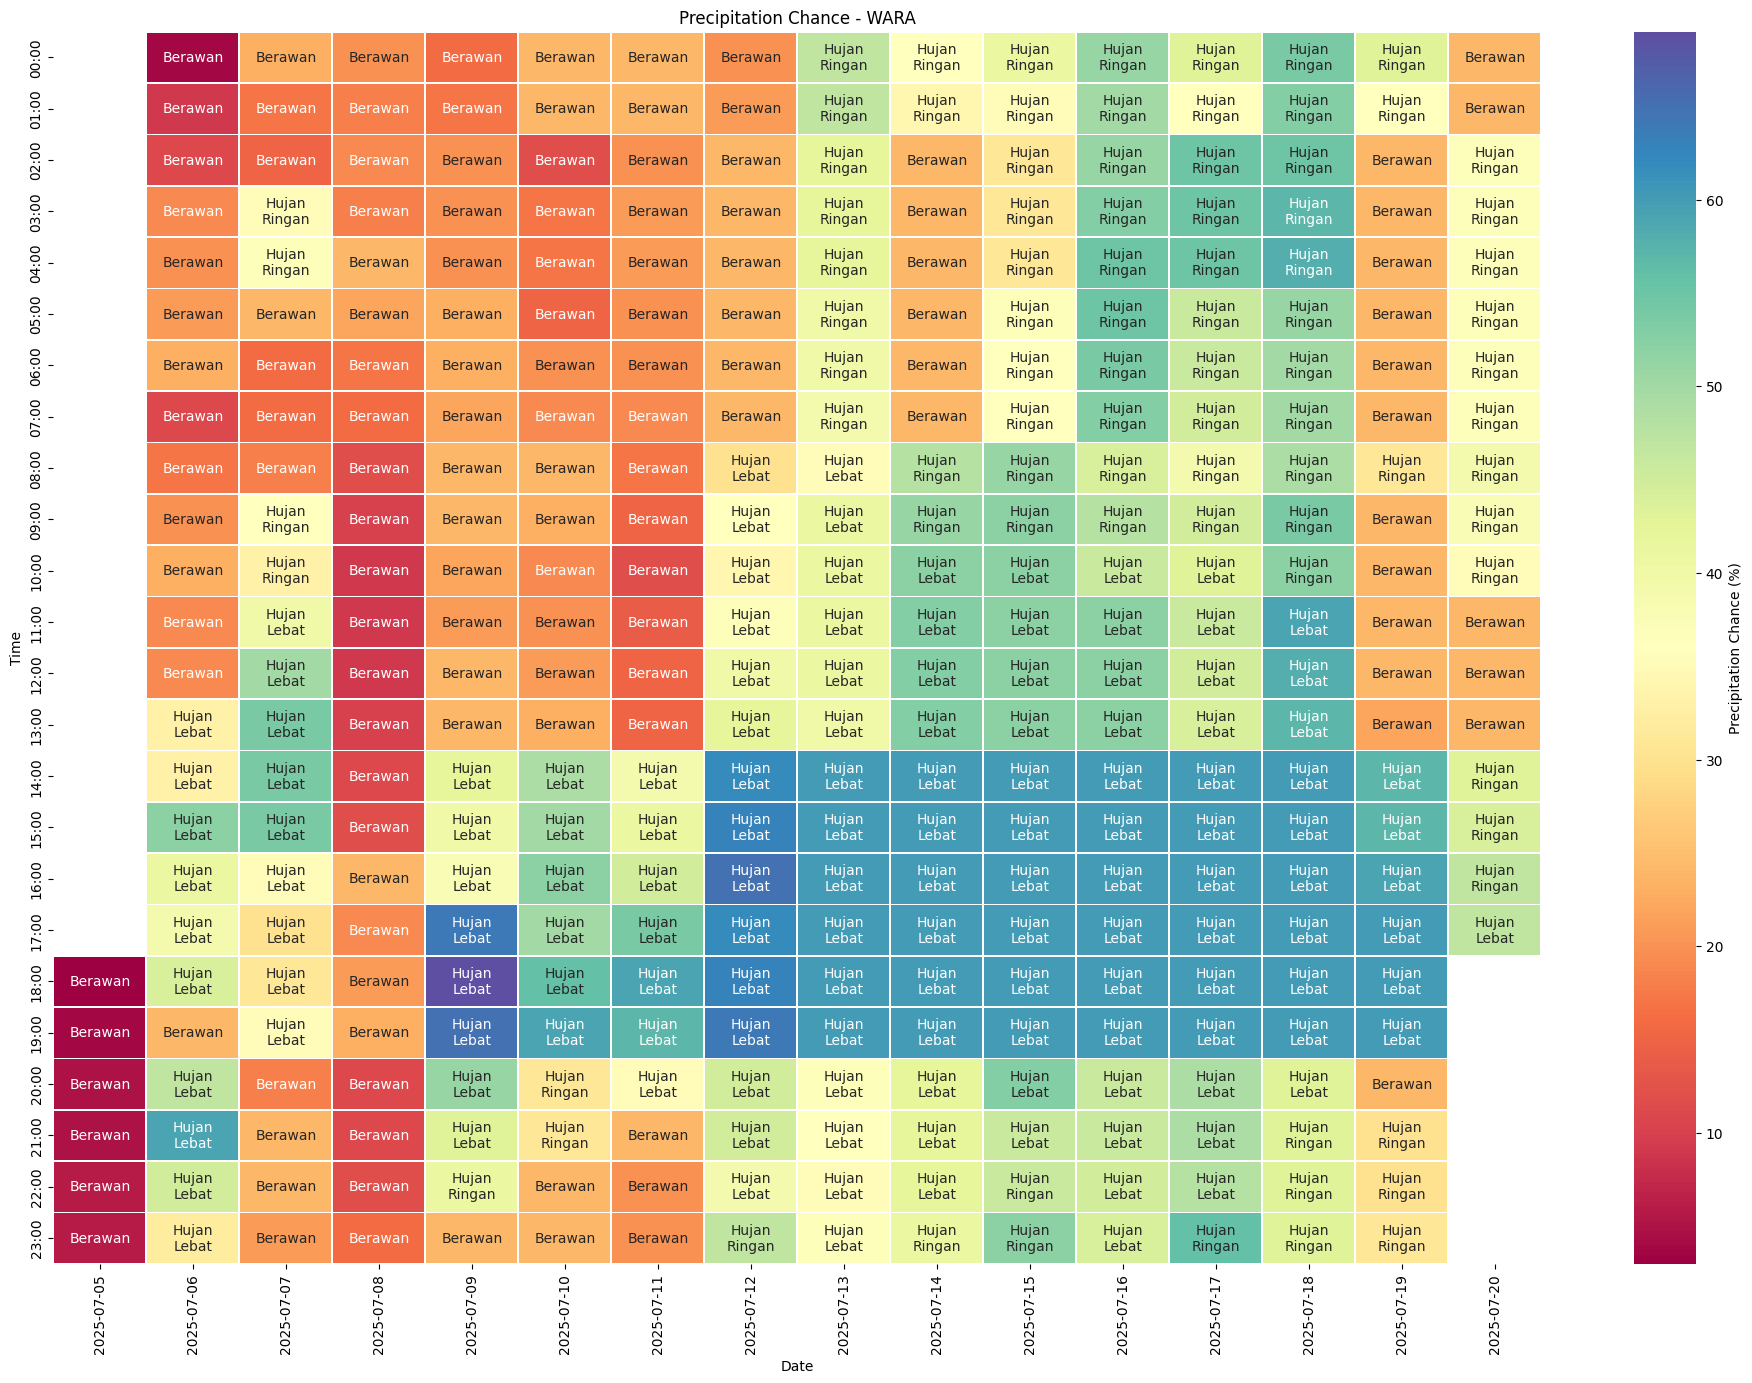 Precipitation Chance - WARA
00:00 Berawan Berawan Berawan Berawan Berawan Berawan Berawan Hujan Ringan Hujan Ringan Hujan Ringan Hujan Ringan Hujan Ringan Hujan Ringan Hujan Ringan Berawan
01:00 Berawan Berawan Berawan Berawan Berawan Berawan Berawan Hujan Ringan Hujan Ringan Hujan Ringan Hujan Ringan Hujan Ringan Hujan Ringan Hujan Ringan Berawan
02:00 Berawan Berawan Berawan Berawan Berawan Berawan Berawan Hujan Ringan Berawan Hujan Ringan Hujan Ringan Hujan Ringan Hujan Ringan Berawan Hujan Ringan
03:00 Berawan Hujan Ringan Berawan Berawan Berawan Berawan Berawan Hujan Ringan Berawan Hujan Ringan Hujan Ringan Hujan Ringan Hujan Ringan Berawan Hujan Ringan
04:00 Berawan Hujan Ringan Berawan Berawan Berawan Berawan Berawan Hujan Ringan Berawan Hujan Ringan Hujan Ringan Hujan Ringan Hujan Ringan Berawan Hujan Ringan
05:00 Berawan Berawan Berawan Berawan Berawan Berawan Berawan Hujan Ringan Berawan Hujan Ringan Hujan Ringan Hujan Ringan Hujan Ringan Berawan Hujan Ringan
06:00 Berawan Berawan Berawan Berawan Berawan Berawan Berawan Hujan Ringan Berawan Hujan Ringan Hujan Ringan Hujan Ringan Hujan Ringan Berawan Hujan Ringan
07:00 Berawan Berawan Berawan Berawan Berawan Berawan Berawan Hujan Ringan Berawan Hujan Ringan Hujan Ringan Hujan Ringan Hujan Ringan Berawan Hujan Ringan
08:00 Berawan Berawan Berawan Berawan Berawan Berawan Hujan Lebat Hujan Lebat Hujan Ringan Hujan Ringan Hujan Ringan Hujan Ringan Hujan Ringan Hujan Ringan Hujan Ringan
09:00 Berawan Hujan Ringan Berawan Berawan Berawan Berawan Hujan Lebat Hujan Lebat Hujan Ringan Hujan Ringan Hujan Ringan Hujan Ringan Hujan Ringan Berawan Hujan Ringan
10:00 Berawan Hujan Ringan Berawan Berawan Berawan Berawan Hujan Lebat Hujan Lebat Hujan Lebat Hujan Lebat Hujan Lebat Hujan Lebat Hujan Ringan Berawan Hujan Ringan
11:00 Berawan Hujan Lebat Berawan Berawan Berawan Berawan Hujan Lebat Hujan Lebat Hujan Lebat Hujan Lebat Hujan Lebat Hujan Lebat Hujan Lebat Berawan Berawan
12:00 Berawan Hujan Lebat Berawan Berawan Berawan Berawan Hujan Lebat Hujan Lebat Hujan Lebat Hujan Lebat Hujan Lebat Hujan Lebat Hujan Lebat Berawan Berawan
13:00 Hujan Lebat Hujan Lebat Berawan Berawan Berawan Berawan Hujan Lebat Hujan Lebat Hujan Lebat Hujan Lebat Hujan Lebat Hujan Lebat Hujan Lebat Berawan Berawan
14:00 Hujan Lebat Hujan Lebat Berawan Hujan Lebat Hujan Lebat Hujan Lebat Hujan Lebat Hujan Lebat Hujan Lebat Hujan Lebat Hujan Lebat Hujan Lebat Hujan Lebat Hujan Lebat Hujan Ringan
15:00 Hujan Lebat Hujan Lebat Berawan Hujan Lebat Hujan Lebat Hujan Lebat Hujan Lebat Hujan Lebat Hujan Lebat Hujan Lebat Hujan Lebat Hujan Lebat Hujan Lebat Hujan Lebat Hujan Ringan
16:00 Hujan Lebat Hujan Lebat Berawan Hujan Lebat Hujan Lebat Hujan Lebat Hujan Lebat Hujan Lebat Hujan Lebat Hujan Lebat Hujan Lebat Hujan Lebat Hujan Lebat Hujan Lebat Hujan Ringan
17:00 Hujan Lebat Hujan Lebat Berawan Hujan Lebat Hujan Lebat Hujan Lebat Hujan Lebat Hujan Lebat Hujan Lebat Hujan Lebat Hujan Lebat Hujan Lebat Hujan Lebat Hujan Lebat Hujan Lebat
18:00 Berawan Hujan Lebat Hujan Lebat Berawan Hujan Lebat Hujan Lebat Hujan Lebat Hujan Lebat Hujan Lebat Hujan Lebat Hujan Lebat Hujan Lebat Hujan Lebat Hujan Lebat Hujan Lebat
19:00 Berawan Berawan Hujan Lebat Berawan Hujan Lebat Hujan Lebat Hujan Lebat Hujan Lebat Hujan Lebat Hujan Lebat Hujan Lebat Hujan Lebat Hujan Lebat Hujan Lebat Hujan Lebat
20:00 Berawan Hujan Lebat Berawan Berawan Hujan Lebat Hujan Ringan Hujan Lebat Hujan Lebat Hujan Lebat Hujan Lebat Hujan Lebat Hujan Lebat Hujan Lebat Hujan Lebat Berawan
21:00 Berawan Hujan Lebat Berawan Berawan Hujan Lebat Hujan Ringan Berawan Hujan Lebat Hujan Lebat Hujan Lebat Hujan Lebat Hujan Lebat Hujan Lebat Hujan Ringan Hujan Ringan
22:00 Berawan Hujan Lebat Berawan Berawan Hujan Ringan Berawan Berawan Hujan Lebat Hujan Lebat Hujan Lebat Hujan Ringan Hujan Lebat Hujan Lebat Hujan Ringan Hujan Ringan
23:00 Berawan Hujan Lebat Berawan Berawan Berawan Berawan Berawan Hujan Ringan Hujan Lebat Hujan Ringan Hujan Ringan Hujan Lebat Hujan Ringan Hujan Ringan Hujan Ringan
Time
2025-07-05 2025-07-06 2025-07-07 2025-07-08 2025-07-09 2025-07-10 2025-07-11 2025-07-12 2025-07-13 2025-07-14 2025-07-15 2025-07-16 2025-07-17 2025-07-18 2025-07-19 2025-07-20
Date
60
50
40
30
20
10
Precipitation Chance (%)